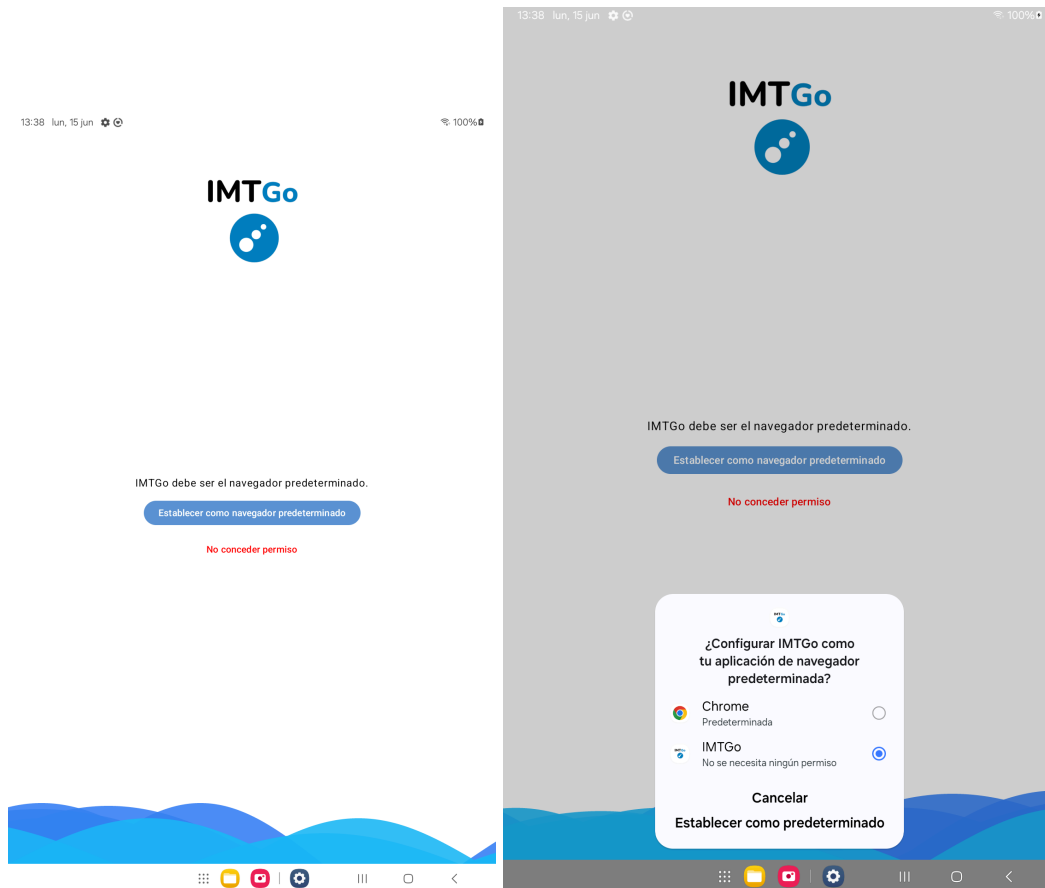 13:38 lun, 15 jun 100%
IMTGo
IMTGo debe ser el navegador predeterminado.
Establecer como navegador predeterminado
No conceder permiso
13:38 lun, 15 jun 100%
IMTGo
IMTGo debe ser el navegador predeterminado.
Establecer como navegador predeterminado
No conceder permiso
IMTGo
¿Configurar IMTGo como
tu aplicación de navegador
predeterminada?
Chrome
Predeterminada
IMTGo
IMTGo
No se necesita ningún permiso
Cancelar
Establecer como predeterminado